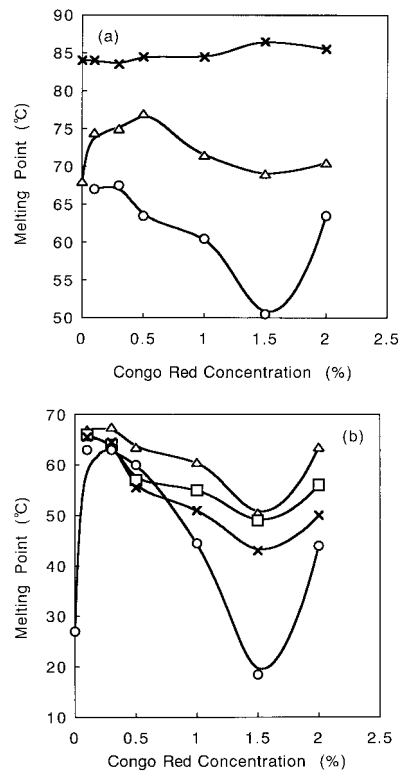 90
(a)
85
80
75
70
65
60
55
50
Melting Point (°C)
0 0.5 1.0 1.5 2.0 2.5
Congo Red Concentration (%)
70
(b)
60
50
40
30
20
10
Melting Point (°C)
0 0.5 1 1.5 2 2.5
Congo Red Concentration (%)